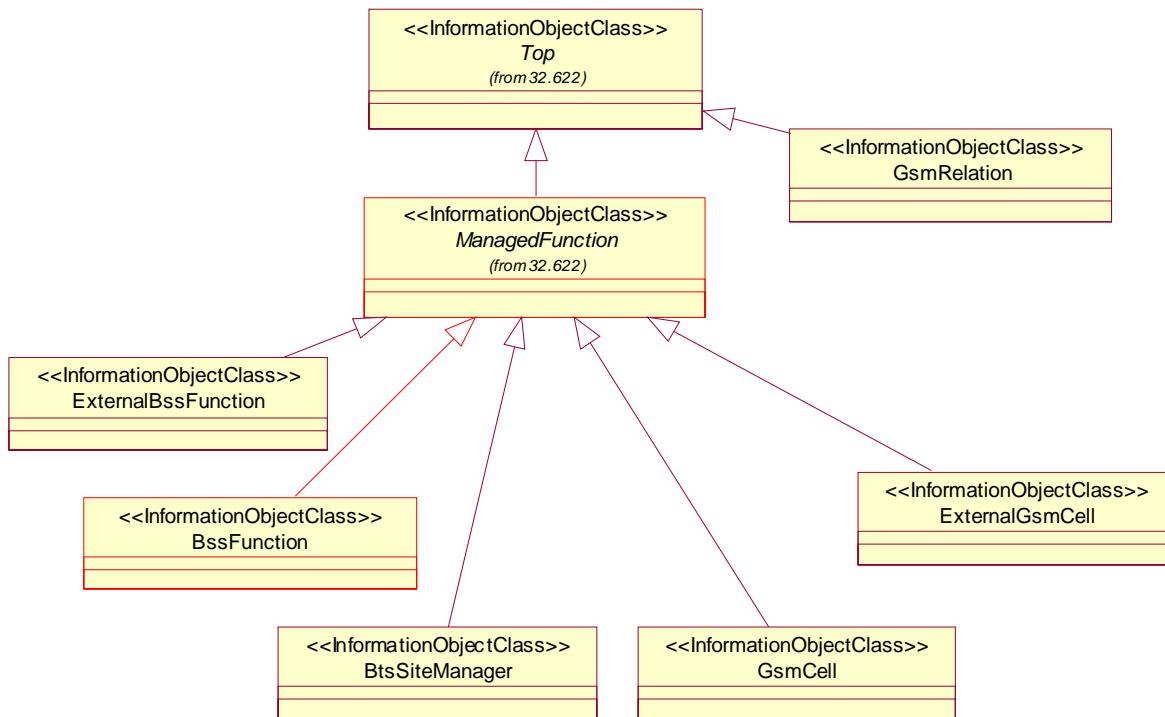 <<InformationObjectClass>>
Top
(from 32.622)
<<InformationObjectClass>>
GsmRelation
<<InformationObjectClass>>
ManagedFunction
(from 32.622)
<<InformationObjectClass>>
ExternalBssFunction
<<InformationObjectClass>>
ExternalGsmCell
<<InformationObjectClass>>
BssFunction
<<InformationObjectClass>>
BtsSiteManager
<<InformationObjectClass>>
GsmCell